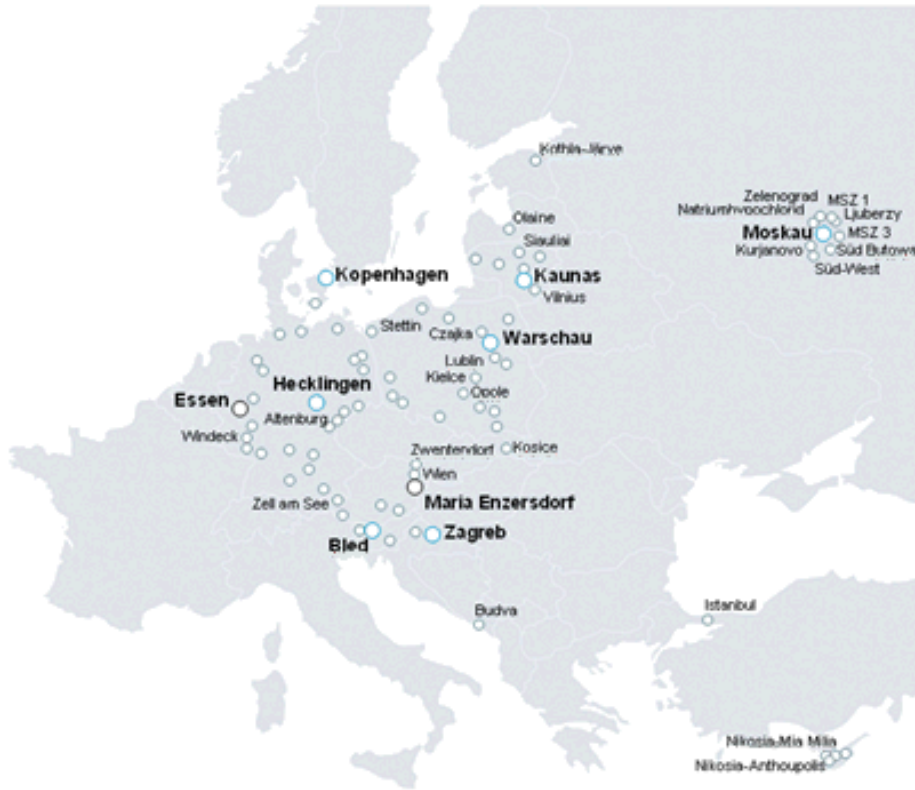 Kothla-Järve
Zelenograd
MSZ 1
Natriumhypochlorid
Ljuberzy
Olaine
Moskau
MSZ 3
Siauliai
Kurjanovo
Süd Butowo
Süd-West
Kopenhagen
Kaunas
Vilnius
Stettin
Czajka
Warschau
Lublin
Kielce
Hecklingen
Opole
Essen
Altenburg
Windeck
Zwentendorf
Kosice
Wien
Zell am See
Maria Enzersdorf
Zagreb
Bled
Budva
Istanbul
Nikosia-Mia Milia
Nikosia-Anthoupolis